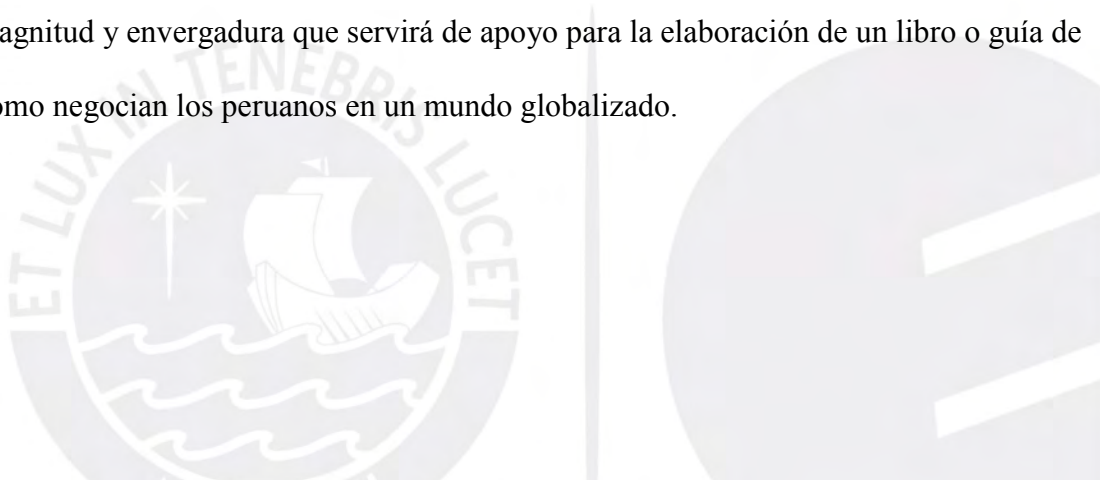 agnitud y envergadura que servirá de apoyo para la elaboración de un libro o guía de
omo negocian los peruanos en un mundo globalizado.
ET LUX IN TENEBRIS LUCET